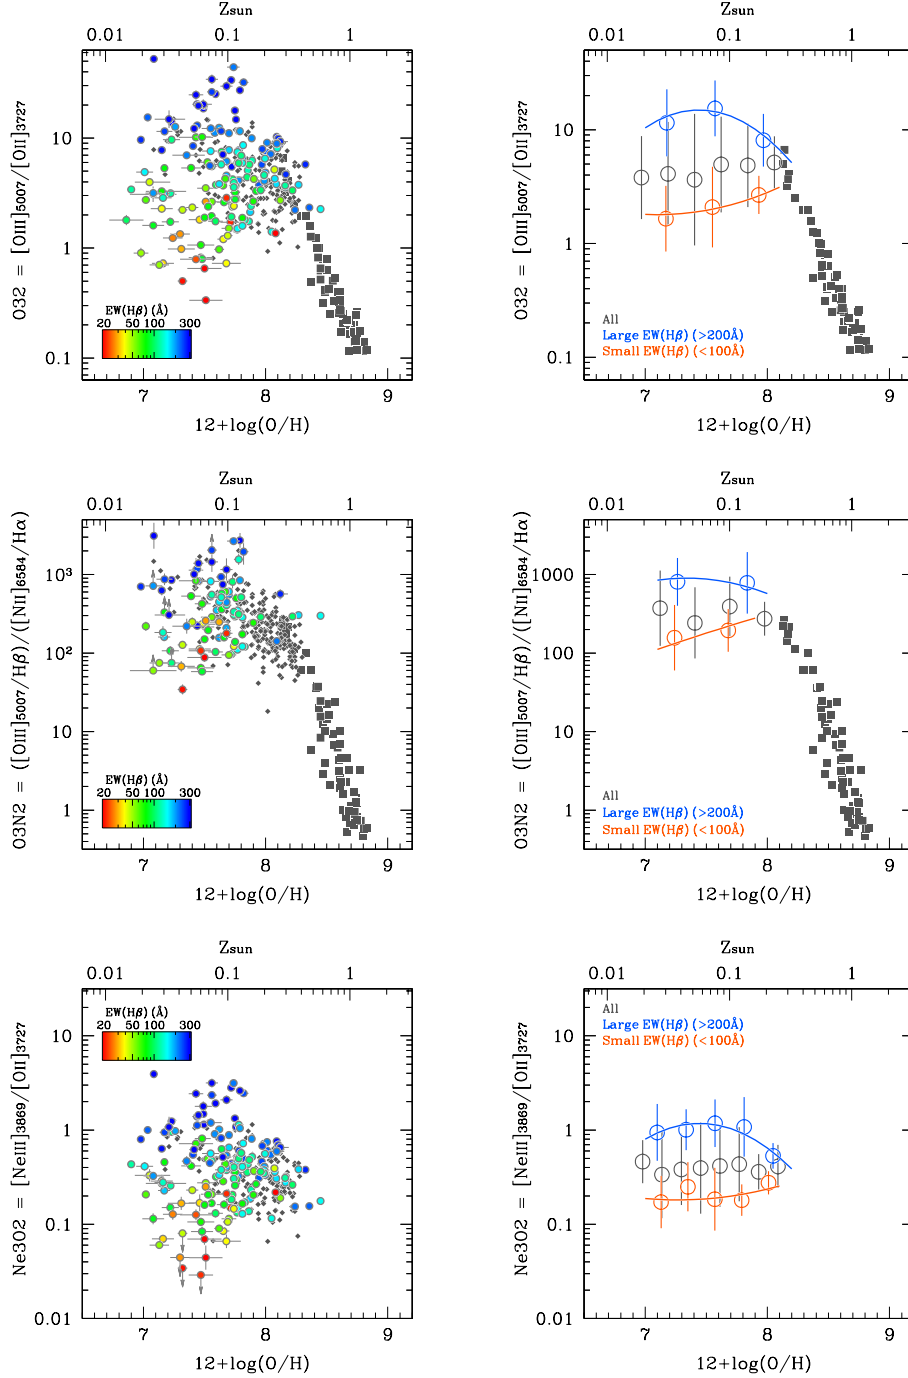 Zsun
0.01 0.1 1
O32 = [OIII]5007/[OII]3727
10
1
0.1
EW(Hβ) (Å)
20 50 100 300
7 8 9
12+log(O/H)
Zsun
0.01 0.1 1
O32 = [OIII]5007/[OII]3727
10
1
0.1
All
Large EW(Hβ) (>200Å)
Small EW(Hβ) (<100Å)
7 8 9
12+log(O/H)
Zsun
0.01 0.1 1
O3N2 = ([OIII]5007/Hβ)/([NII]6584/Hα)
10³
10²
10
1
EW(Hβ) (Å)
20 50 100 300
7 8 9
12+log(O/H)
Zsun
0.01 0.1 1
O3N2 = ([OIII]5007/Hβ)/([NII]6584/Hα)
1000
100
10
1
All
Large EW(Hβ) (>200Å)
Small EW(Hβ) (<100Å)
7 8 9
12+log(O/H)
Zsun
0.01 0.1 1
Ne3O2 = [NeIII]3869/[OII]3727
EW(Hβ) (Å)
20 50 100 300
10
1
0.1
0.01
7 8 9
12+log(O/H)
Zsun
0.01 0.1 1
Ne3O2 = [NeIII]3869/[OII]3727
All
Large EW(Hβ) (>200Å)
Small EW(Hβ) (<100Å)
10
1
0.1
0.01
7 8 9
12+log(O/H)